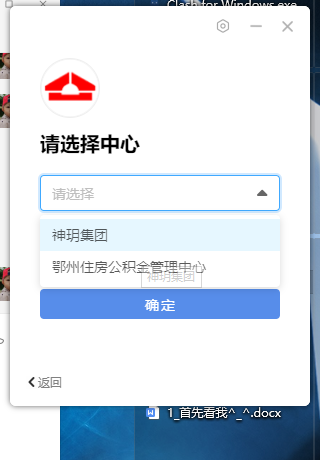 Clash for Windows.exe
请选择中心
请选择
神玥集团
鄂州住房公积金管理中心
神玥集团
确定
返回
1_首先看我^_^.docx